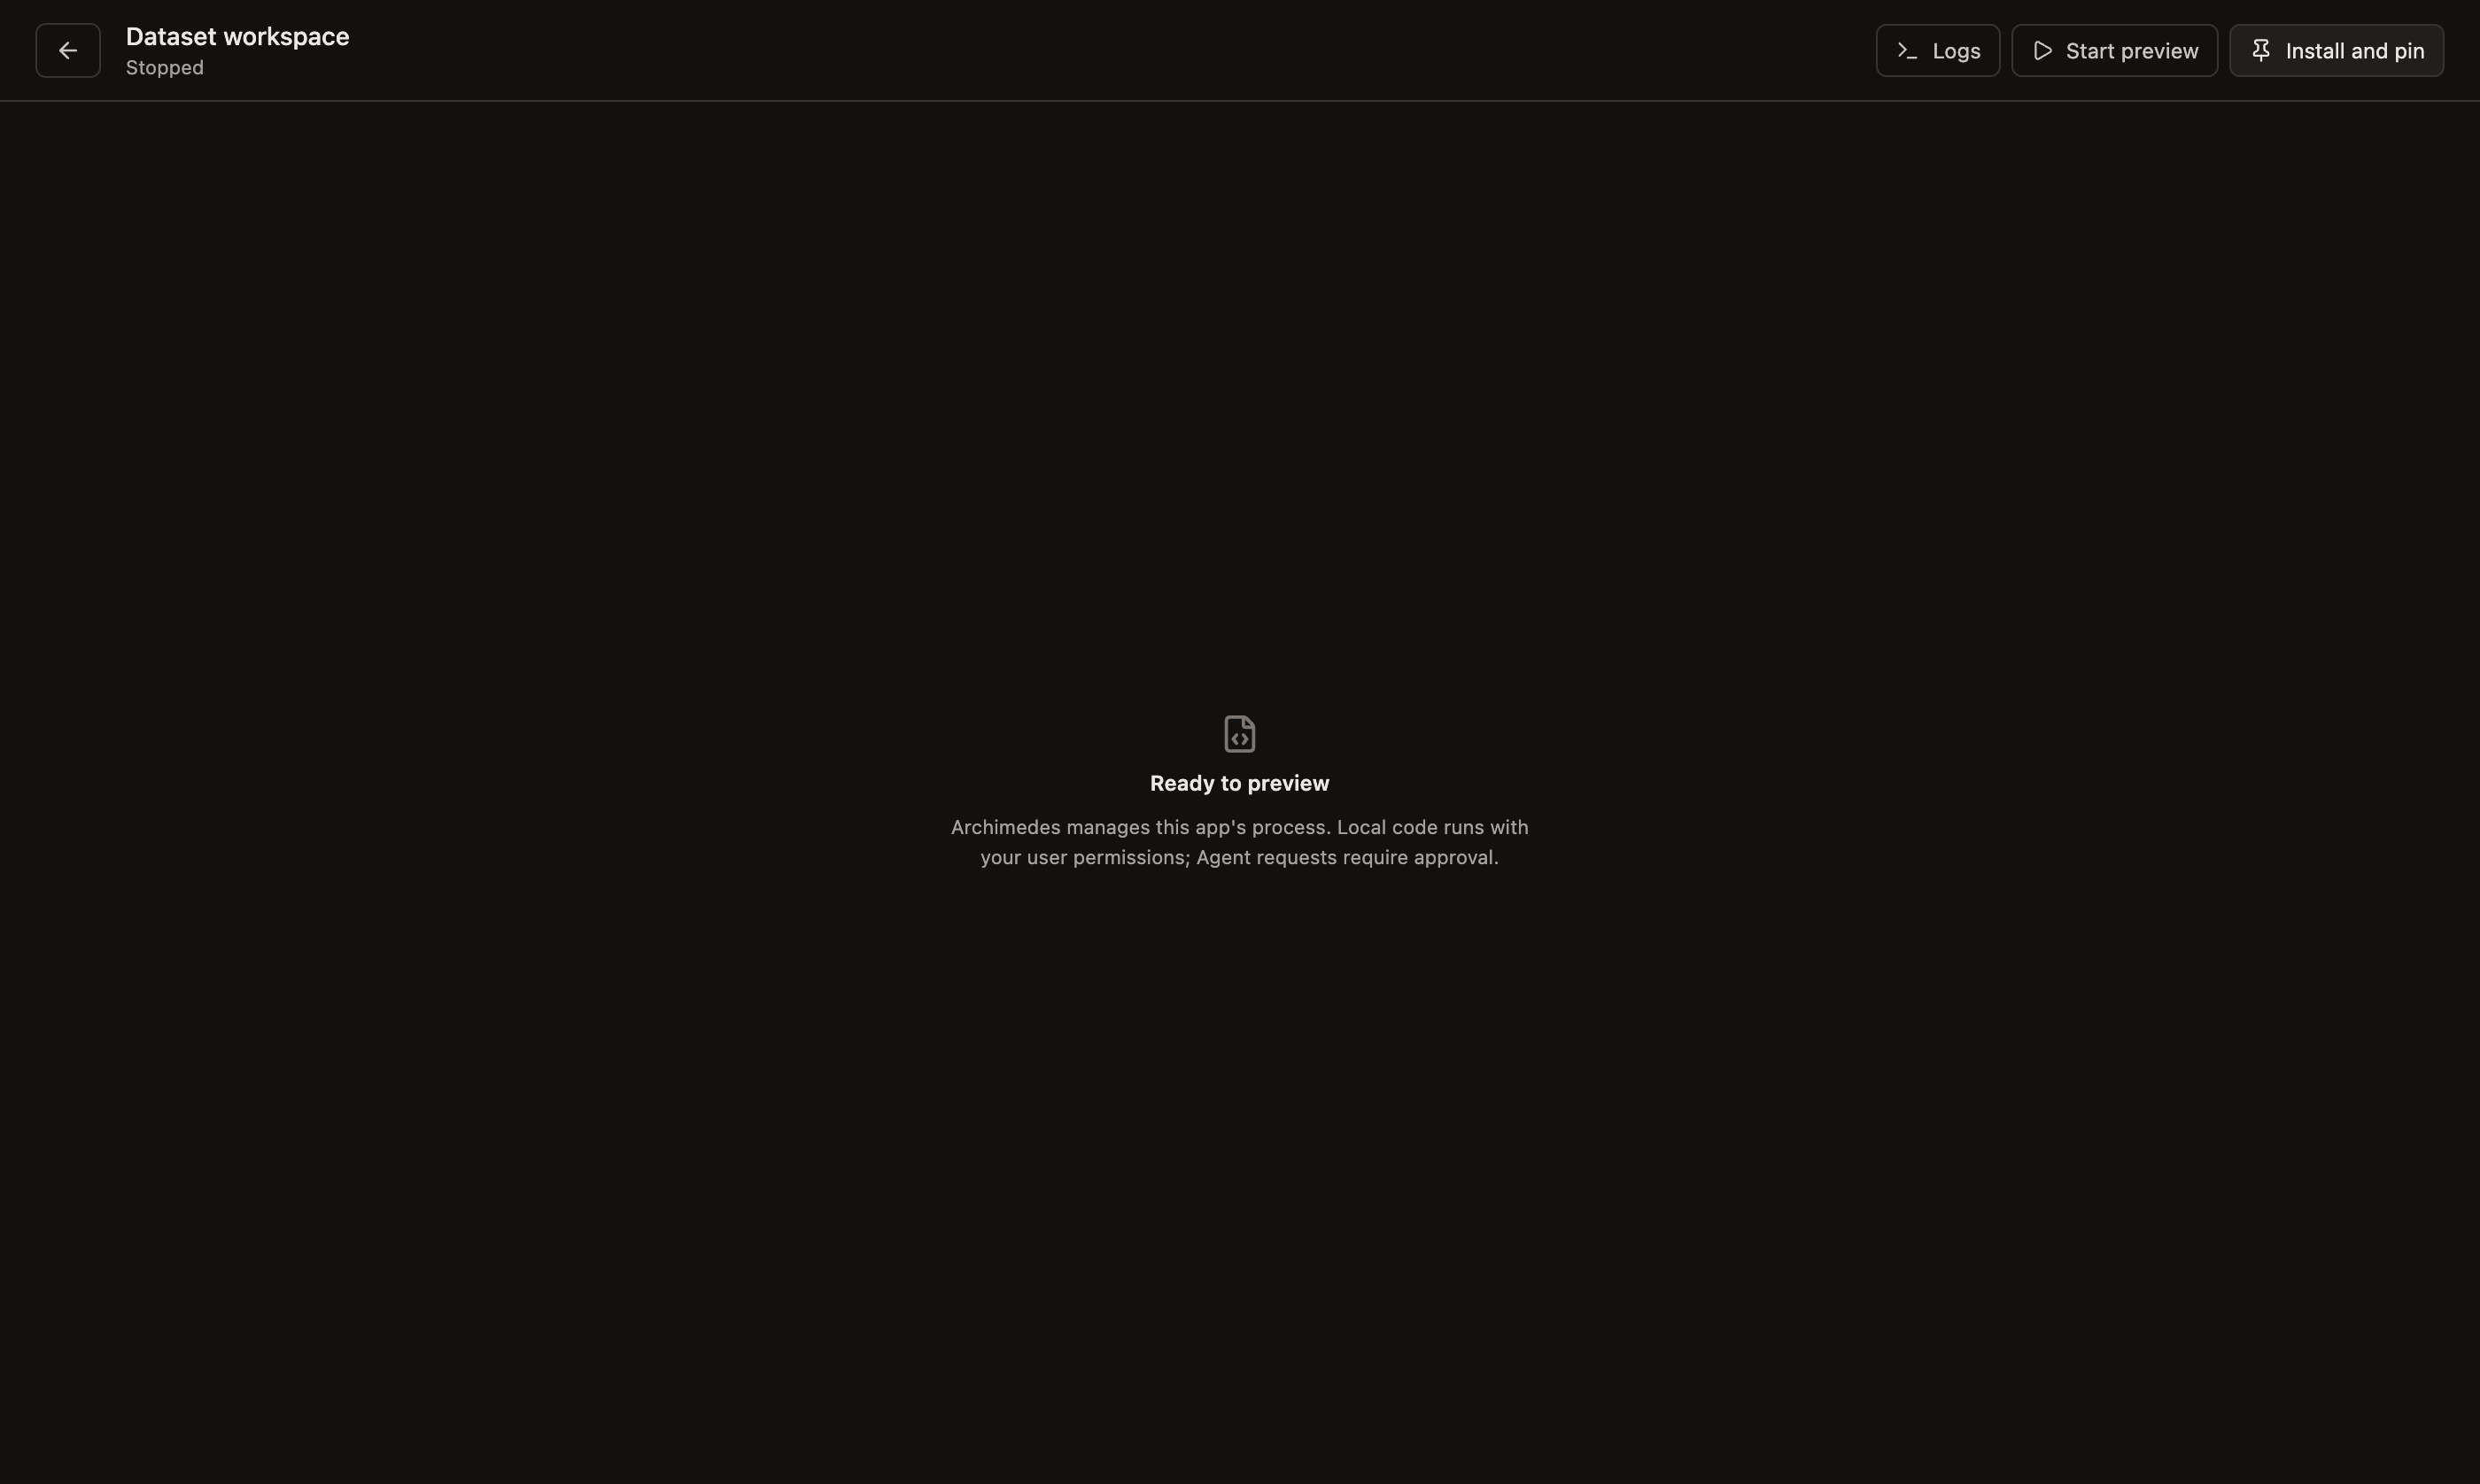 Dataset workspace
Stopped
Logs
Start preview
Install and pin
Ready to preview
Archimedes manages this app's process. Local code runs with
your user permissions; Agent requests require approval.